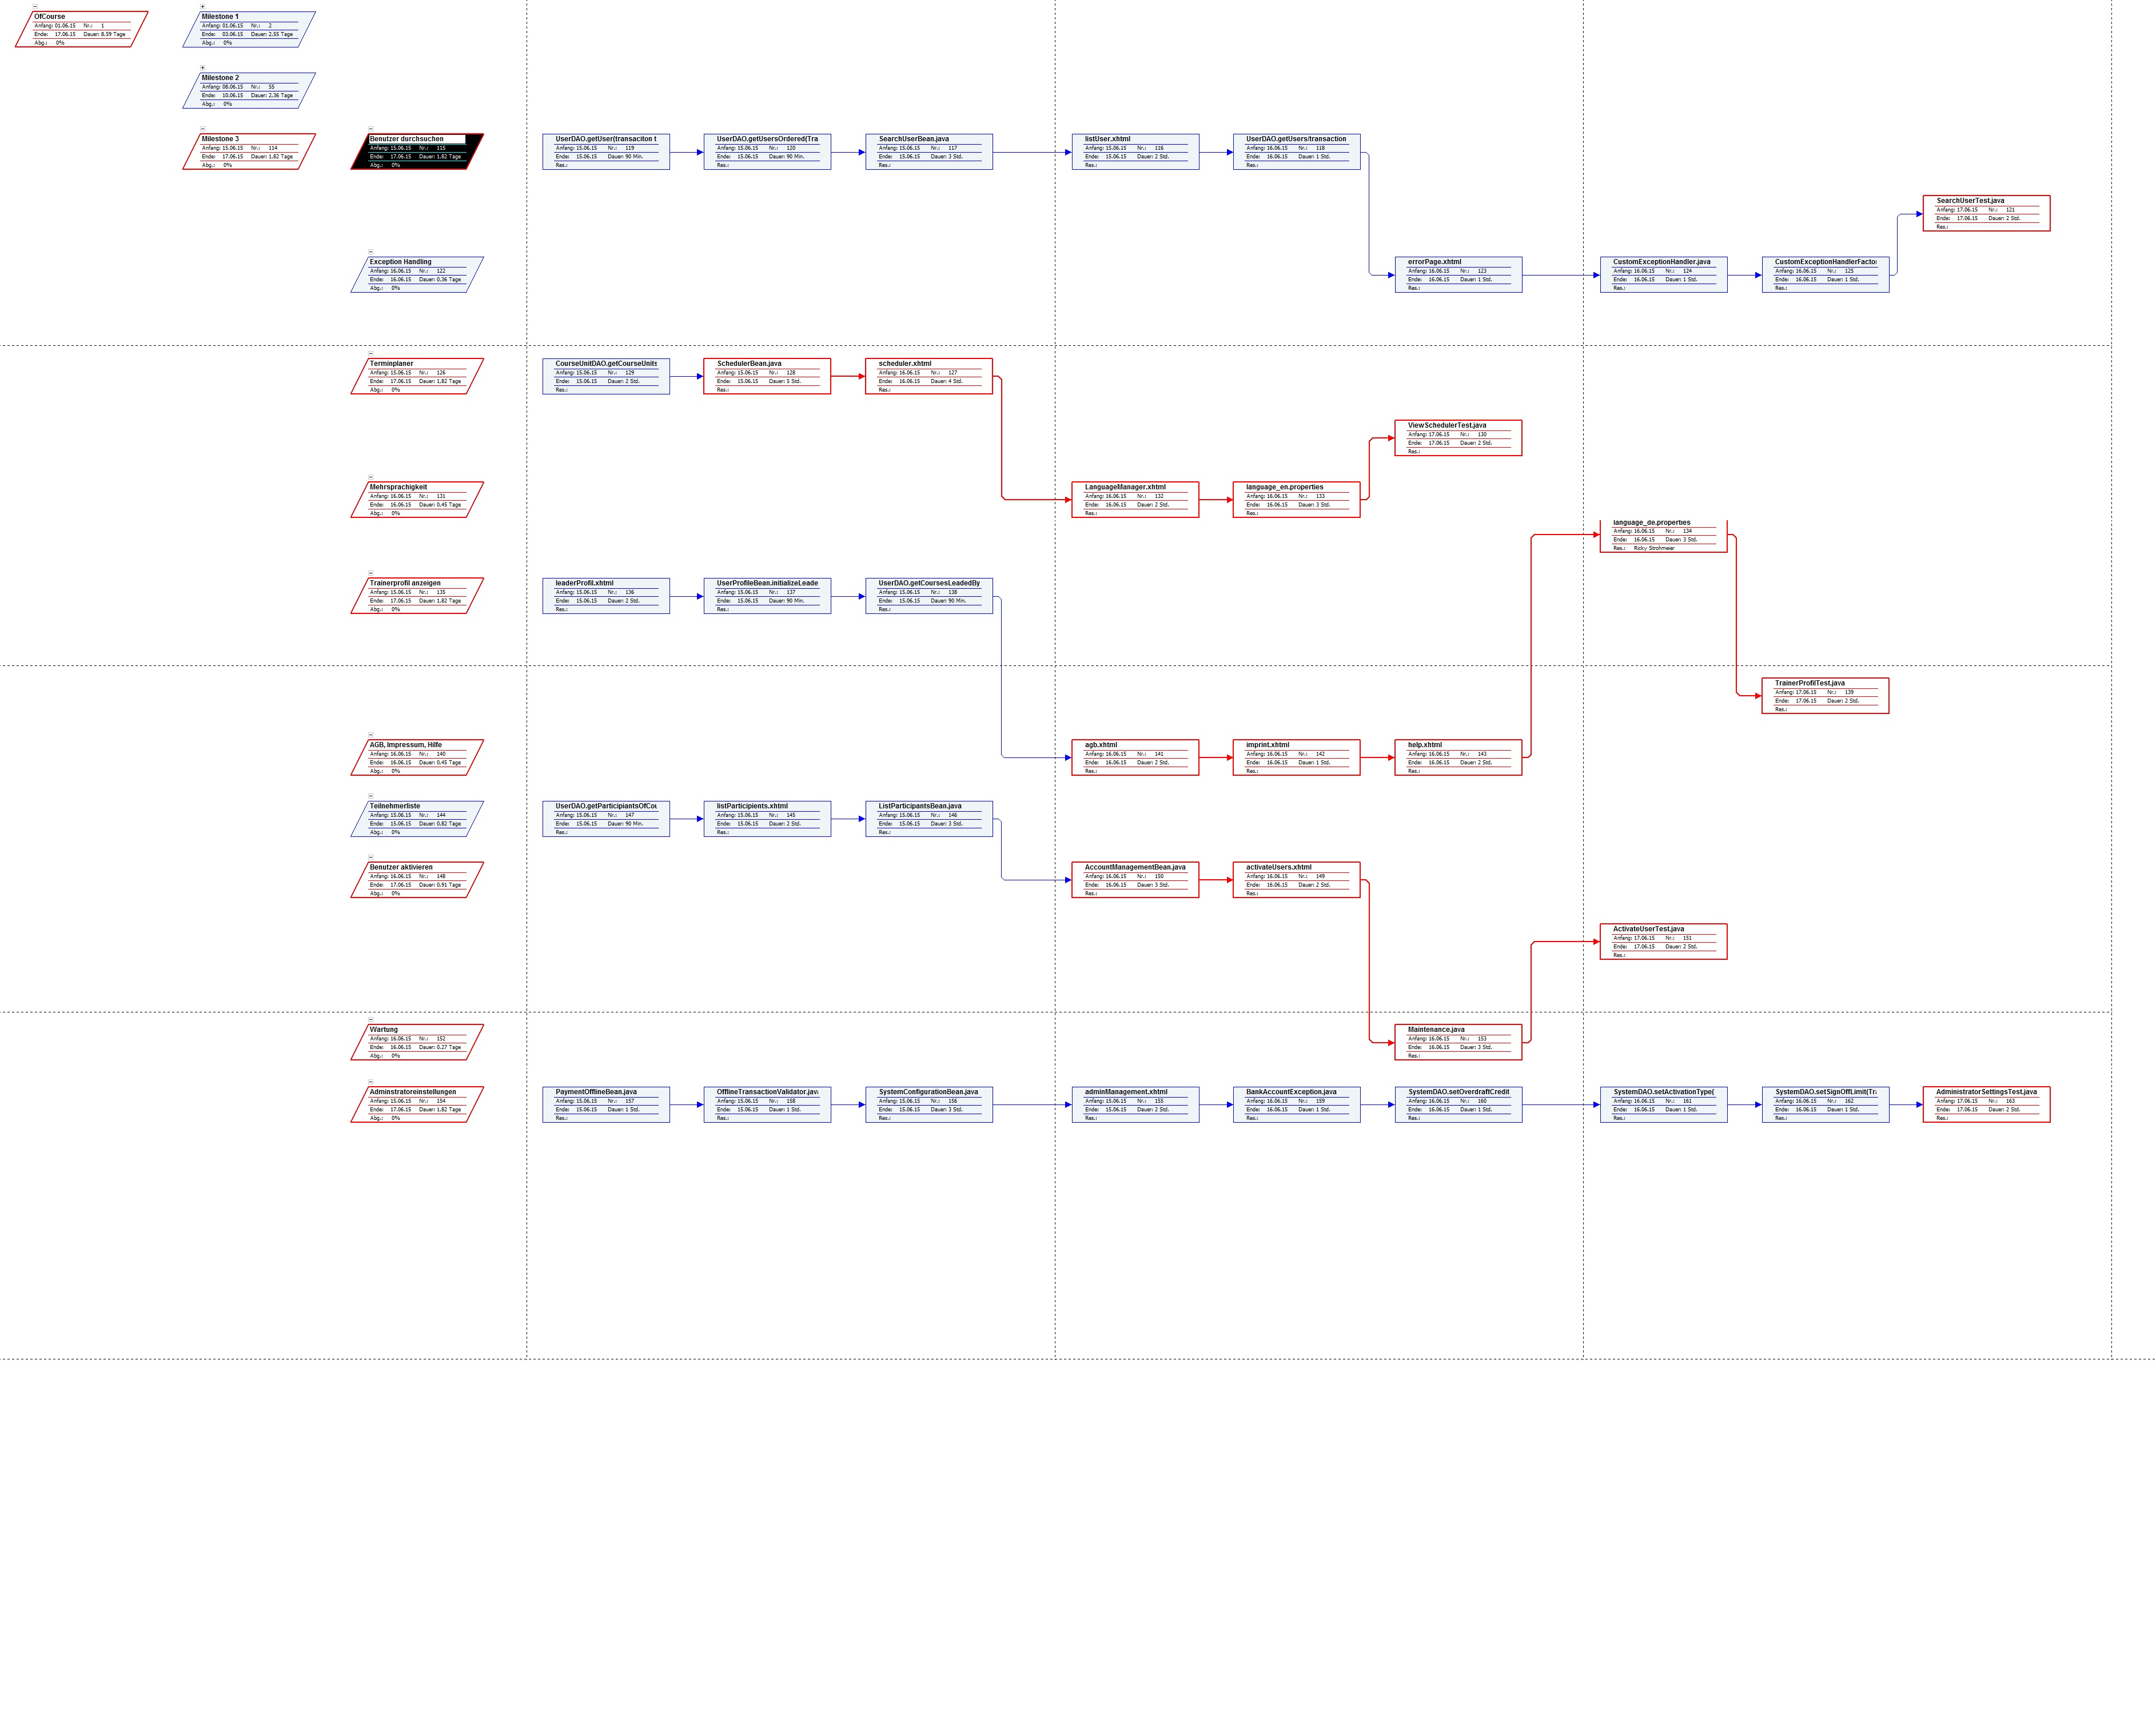 OfCourse
Anfang: 01.06.15 Nr.: 1
Ende: 17.06.15 Dauer: 8,59 Tage
Abg.: 0%
Milestone 1
Anfang: 01.06.15 Nr.: 2
Ende: 03.06.15 Dauer: 2,55 Tage
Abg.: 0%
Milestone 2
Anfang: 08.06.15 Nr.: 55
Ende: 10.06.15 Dauer: 2,36 Tage
Abg.: 0%
Milestone 3
Anfang: 15.06.15 Nr.: 114
Ende: 17.06.15 Dauer: 1,82 Tage
Abg.: 0%
Benutzer durchsuchen
Anfang: 15.06.15 Nr.: 115
Ende: 17.06.15 Dauer: 1,82 Tage
Abg.: 0%
UserDAO.getUser(transaciton t
Anfang: 15.06.15 Nr.: 119
Ende: 15.06.15 Dauer: 90 Min.
Res.:
UserDAO.getUsersOrdered(Tra
Anfang: 15.06.15 Nr.: 120
Ende: 15.06.15 Dauer: 90 Min.
Res.:
SearchUserBean.java
Anfang: 15.06.15 Nr.: 117
Ende: 15.06.15 Dauer: 3 Std.
Res.:
listUser.xhtml
Anfang: 15.06.15 Nr.: 116
Ende: 15.06.15 Dauer: 2 Std.
Res.:
UserDAO.getUsers/transaction
Anfang: 16.06.15 Nr.: 118
Ende: 16.06.15 Dauer: 1 Std.
Res.:
SearchUserTest.java
Anfang: 17.06.15 Nr.: 121
Ende: 17.06.15 Dauer: 2 Std.
Res.:
Exception Handling
Anfang: 16.06.15 Nr.: 122
Ende: 16.06.15 Dauer: 0,36 Tage
Abg.: 0%
errorPage.xhtml
Anfang: 16.06.15 Nr.: 123
Ende: 16.06.15 Dauer: 1 Std.
Res.:
CustomExceptionHandler.java
Anfang: 16.06.15 Nr.: 124
Ende: 16.06.15 Dauer: 1 Std.
Res.:
CustomExceptionHandlerFacto
Anfang: 16.06.15 Nr.: 125
Ende: 16.06.15 Dauer: 1 Std.
Res.:
Terminplaner
Anfang: 15.06.15 Nr.: 126
Ende: 17.06.15 Dauer: 1,82 Tage
Abg.: 0%
CourseUnitDAO.getCourseUnits
Anfang: 15.06.15 Nr.: 129
Ende: 15.06.15 Dauer: 2 Std.
Res.:
SchedulerBean.java
Anfang: 15.06.15 Nr.: 128
Ende: 15.06.15 Dauer: 5 Std.
Res.:
scheduler.xhtml
Anfang: 16.06.15 Nr.: 127
Ende: 16.06.15 Dauer: 4 Std.
Res.:
ViewSchedulerTest.java
Anfang: 17.06.15 Nr.: 130
Ende: 17.06.15 Dauer: 2 Std.
Res.:
Mehrsprachigkeit
Anfang: 16.06.15 Nr.: 131
Ende: 16.06.15 Dauer: 0,45 Tage
Abg.: 0%
LanguageManager.xhtml
Anfang: 16.06.15 Nr.: 132
Ende: 16.06.15 Dauer: 2 Std.
Res.:
language_en.properties
Anfang: 16.06.15 Nr.: 133
Ende: 16.06.15 Dauer: 3 Std.
Res.:
language_de.properties
Anfang: 16.06.15 Nr.: 134
Ende: 16.06.15 Dauer: 3 Std.
Res.: Ricky Strohmeier
Trainerprofil anzeigen
Anfang: 15.06.15 Nr.: 135
Ende: 17.06.15 Dauer: 1,82 Tage
Abg.: 0%
leaderProfil.xhtml
Anfang: 15.06.15 Nr.: 136
Ende: 15.06.15 Dauer: 2 Std.
Res.:
UserProfileBean.initializeLeade
Anfang: 15.06.15 Nr.: 137
Ende: 15.06.15 Dauer: 90 Min.
Res.:
UserDAO.getCoursesLeadedBy
Anfang: 15.06.15 Nr.: 138
Ende: 15.06.15 Dauer: 90 Min.
Res.:
TrainerProfilTest.java
Anfang: 17.06.15 Nr.: 139
Ende: 17.06.15 Dauer: 2 Std.
Res.:
AGB, Impressum, Hilfe
Anfang: 16.06.15 Nr.: 140
Ende: 16.06.15 Dauer: 0,45 Tage
Abg.: 0%
agb.xhtml
Anfang: 16.06.15 Nr.: 141
Ende: 16.06.15 Dauer: 2 Std.
Res.:
imprint.xhtml
Anfang: 16.06.15 Nr.: 142
Ende: 16.06.15 Dauer: 1 Std.
Res.:
help.xhtml
Anfang: 16.06.15 Nr.: 143
Ende: 16.06.15 Dauer: 2 Std.
Res.:
Teilnehmerliste
Anfang: 15.06.15 Nr.: 144
Ende: 15.06.15 Dauer: 0,82 Tage
Abg.: 0%
UserDAO.getParticipiantsOfCou
Anfang: 15.06.15 Nr.: 147
Ende: 15.06.15 Dauer: 90 Min.
Res.:
listParticipients.xhtml
Anfang: 15.06.15 Nr.: 145
Ende: 15.06.15 Dauer: 2 Std.
Res.:
ListParticipantsBean.java
Anfang: 15.06.15 Nr.: 146
Ende: 15.06.15 Dauer: 3 Std.
Res.:
Benutzer aktivieren
Anfang: 16.06.15 Nr.: 148
Ende: 17.06.15 Dauer: 0,91 Tage
Abg.: 0%
AccountManagementBean.java
Anfang: 16.06.15 Nr.: 150
Ende: 16.06.15 Dauer: 3 Std.
Res.:
activateUsers.xhtml
Anfang: 16.06.15 Nr.: 149
Ende: 16.06.15 Dauer: 2 Std.
Res.:
ActivateUserTest.java
Anfang: 17.06.15 Nr.: 151
Ende: 17.06.15 Dauer: 2 Std.
Res.:
Wartung
Anfang: 16.06.15 Nr.: 152
Ende: 16.06.15 Dauer: 0,27 Tage
Abg.: 0%
Maintenance.java
Anfang: 16.06.15 Nr.: 153
Ende: 16.06.15 Dauer: 3 Std.
Res.:
Adminstratoreinstellungen
Anfang: 15.06.15 Nr.: 154
Ende: 17.06.15 Dauer: 1,82 Tage
Abg.: 0%
PaymentOfflineBean.java
Anfang: 15.06.15 Nr.: 157
Ende: 15.06.15 Dauer: 1 Std.
Res.:
OfflineTransactionValidator.java
Anfang: 15.06.15 Nr.: 158
Ende: 15.06.15 Dauer: 1 Std.
Res.:
SystemConfigurationBean.java
Anfang: 15.06.15 Nr.: 156
Ende: 15.06.15 Dauer: 3 Std.
Res.:
adminManagement.xhtml
Anfang: 15.06.15 Nr.: 155
Ende: 15.06.15 Dauer: 2 Std.
Res.:
BankAccountException.java
Anfang: 16.06.15 Nr.: 159
Ende: 16.06.15 Dauer: 1 Std.
Res.:
SystemDAO.setOverdraftCredit
Anfang: 16.06.15 Nr.: 160
Ende: 16.06.15 Dauer: 1 Std.
Res.:
SystemDAO.setActivationType(
Anfang: 16.06.15 Nr.: 161
Ende: 16.06.15 Dauer: 1 Std.
Res.:
SystemDAO.setSignOffLimit(Tra
Anfang: 16.06.15 Nr.: 162
Ende: 16.06.15 Dauer: 1 Std.
Res.:
AdministratorSettingsTest.java
Anfang: 17.06.15 Nr.: 163
Ende: 17.06.15 Dauer: 2 Std.
Res.: